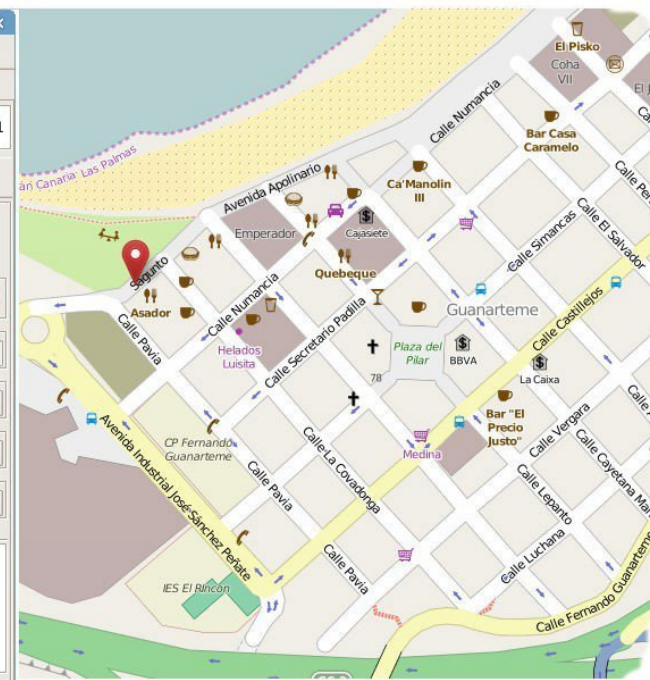 El Pisko
Coha
VII
El J
Calle Numancia
Bar Casa
Caramelo
án Canaria: Las Palmas
Avenida Apolinario
Ca'Manolin
III
Calle Simancas
Calle El Salvador
Emperador
Cajasiete
Sagunto
Quebeque
Asador
Calle Numancia
Guanarteme
Calle Pavia
Calle Secretario Padilla
Calle Castillejos
Helados
Luisita
Plaza del
Pilar
BBVA
La Caixa
78
Bar "El
Precio
Justo"
CP Fernando
Guanarteme
Avenida Industrial José Sánchez Peñate
Calle La Covadonga
Medina
Calle Vergara
Calle Cayetana Man
Calle Pavia
Calle Lepanto
Calle Luchana
Calle Pavia
IES El Rincón
Calle Fernando Guanarteme